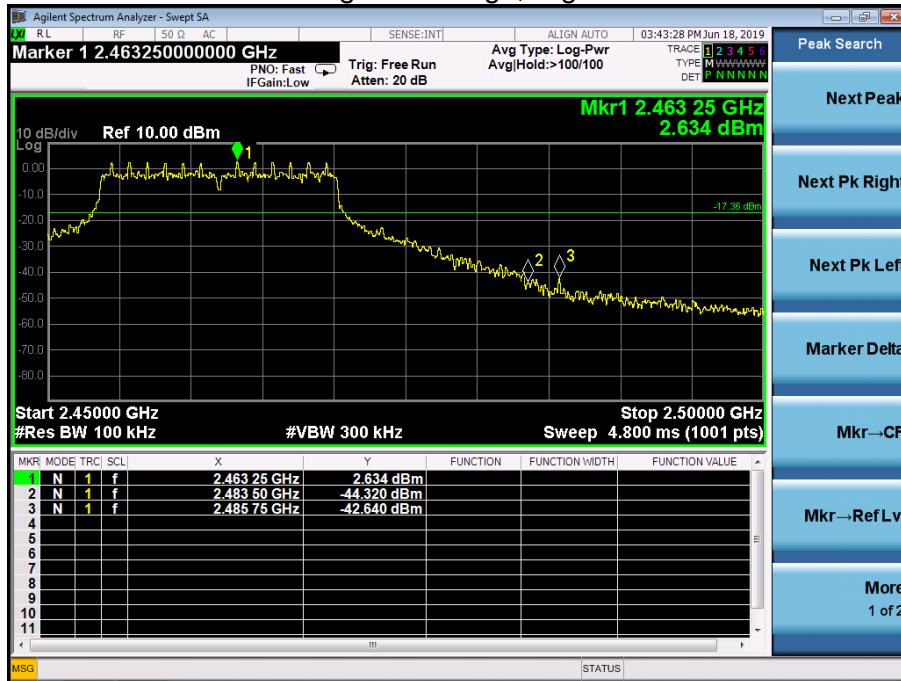 Agilent Spectrum Analyzer - Swept SA
LXI RL RF 50 Ω AC SENSE:INT ALIGN AUTO 03:43:28 PM Jun 18, 2019
Marker 1 2.463250000000 GHz
PNO: Fast
IFGain:Low
Trig: Free Run
Atten: 20 dB
Avg Type: Log-Pwr
Avg|Hold:>100/100
TRACE 1 2 3 4 5 6
TYPE M WWWWW
DET P N N N N N
Mkr1 2.463 25 GHz
2.634 dBm
10 dB/div Ref 10.00 dBm
Log
1
0.00
-10.0
-17.36 dBm
-20.0
-30.0
2 3
-40.0
-50.0
-60.0
-70.0
-80.0
Start 2.45000 GHz Stop 2.50000 GHz
#Res BW 100 kHz #VBW 300 kHz Sweep 4.800 ms (1001 pts)
MKR MODE TRC SCL X Y FUNCTION FUNCTION WIDTH FUNCTION VALUE
1 N 1 f 2.463 25 GHz 2.634 dBm
2 N 1 f 2.483 50 GHz -44.320 dBm
3 N 1 f 2.485 75 GHz -42.640 dBm
4
5
6
7
8
9
10
11
MSG STATUS
Peak Search
Next Peak
Next Pk Right
Next Pk Left
Marker Delta
Mkr→CF
Mkr→Ref Lv
More
1 of 2